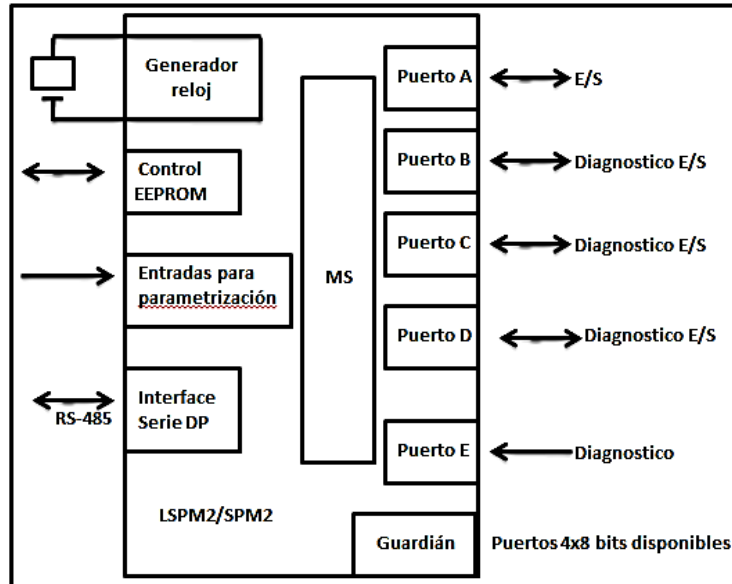 Generador
reloj
Control
EEPROM
Entradas para
parametrización
RS-485
Interface
Serie DP
LSPM2/SPM2
MS
Puerto A
E/S
Puerto B
Diagnostico E/S
Puerto C
Diagnostico E/S
Puerto D
Diagnostico E/S
Puerto E
Diagnostico
Guardián
Puertos 4x8 bits disponibles